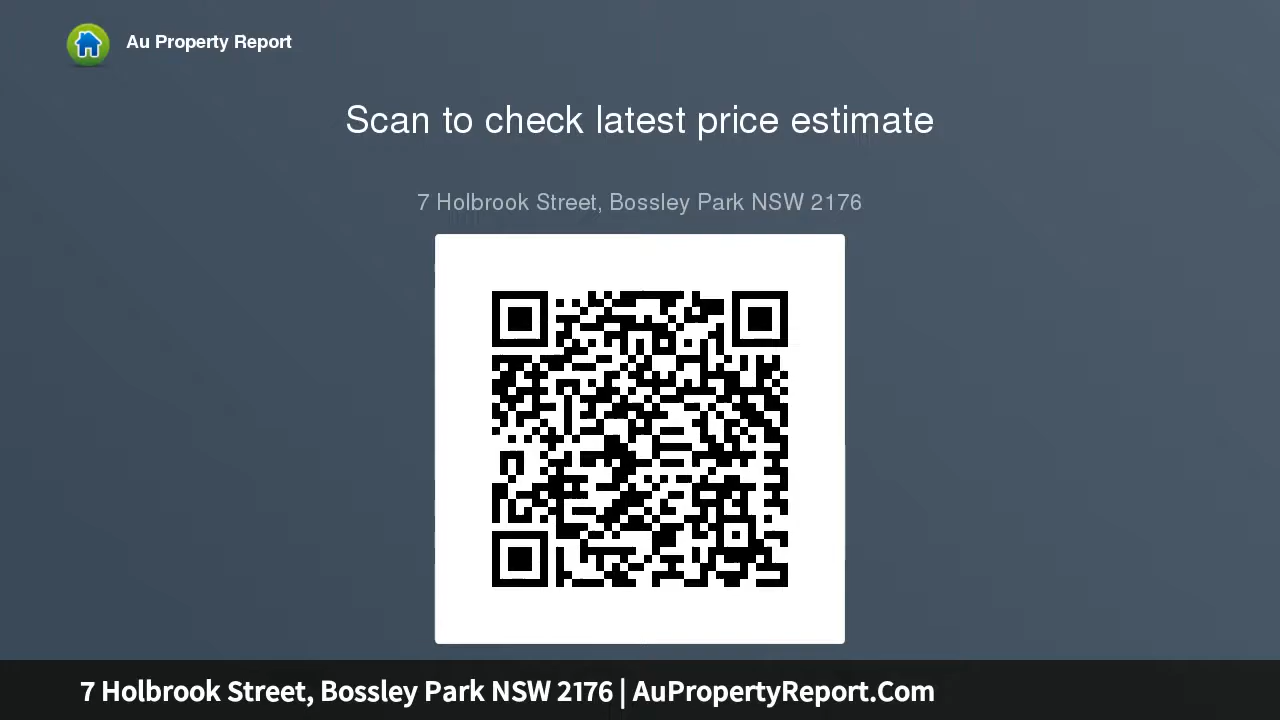 Au Property Report
Scan to check latest price estimate
7 Holbrook Street, Bossley Park NSW 2176
7 Holbrook Street, Bossley Park NSW 2176 | AuPropertyReport.Com